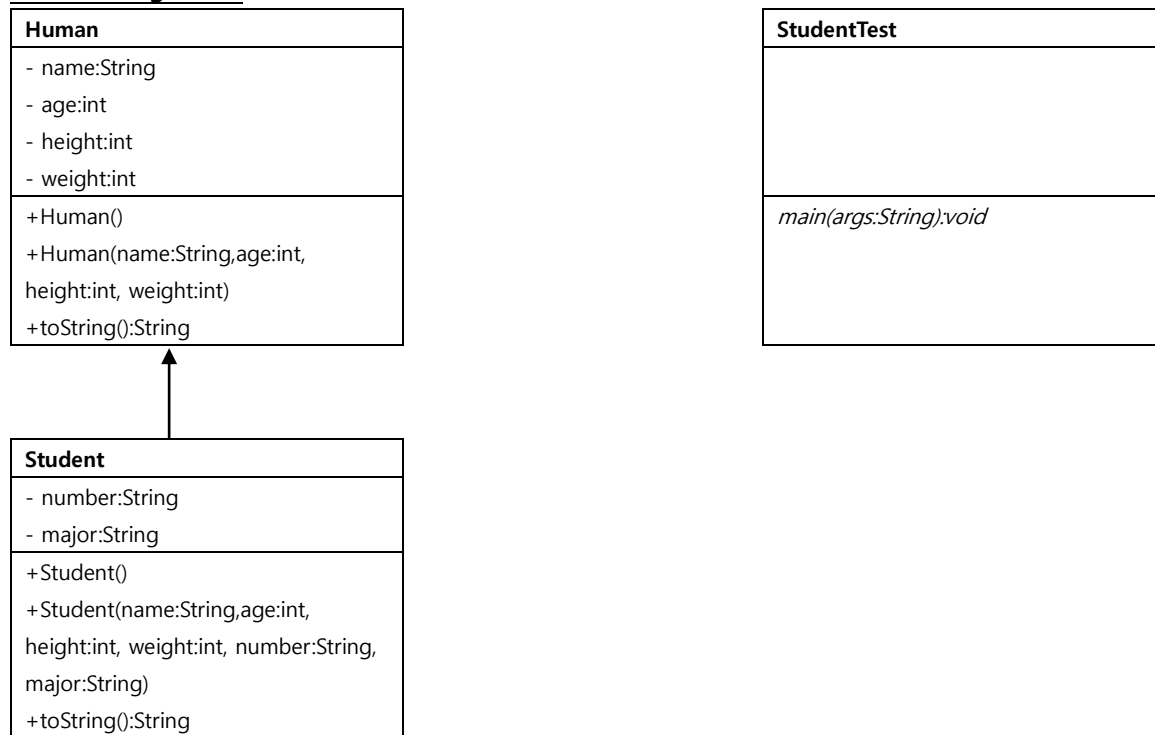 Human
- name:String
- age:int
- height:int
- weight:int
+Human()
+Human(name:String,age:int,
height:int, weight:int)
+toString():String
StudentTest
main(args:String):void
Student
- number:String
- major:String
+Student()
+Student(name:String,age:int,
height:int, weight:int, number:String,
major:String)
+toString():String